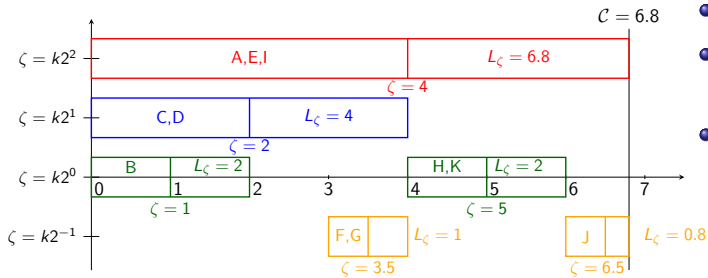 𝒞 = 6.8
ζ = k2²
A,E,I
L_ζ = 6.8
ζ = 4
ζ = k2¹
C,D
L_ζ = 4
ζ = 2
B
L_ζ = 2
H,K
L_ζ = 2
ζ = k2⁰
0 1 2 3 4 5 6 7
ζ = 1
ζ = 5
ζ = k2⁻¹
F,G
L_ζ = 1
J
L_ζ = 0.8
ζ = 3.5
ζ = 6.5